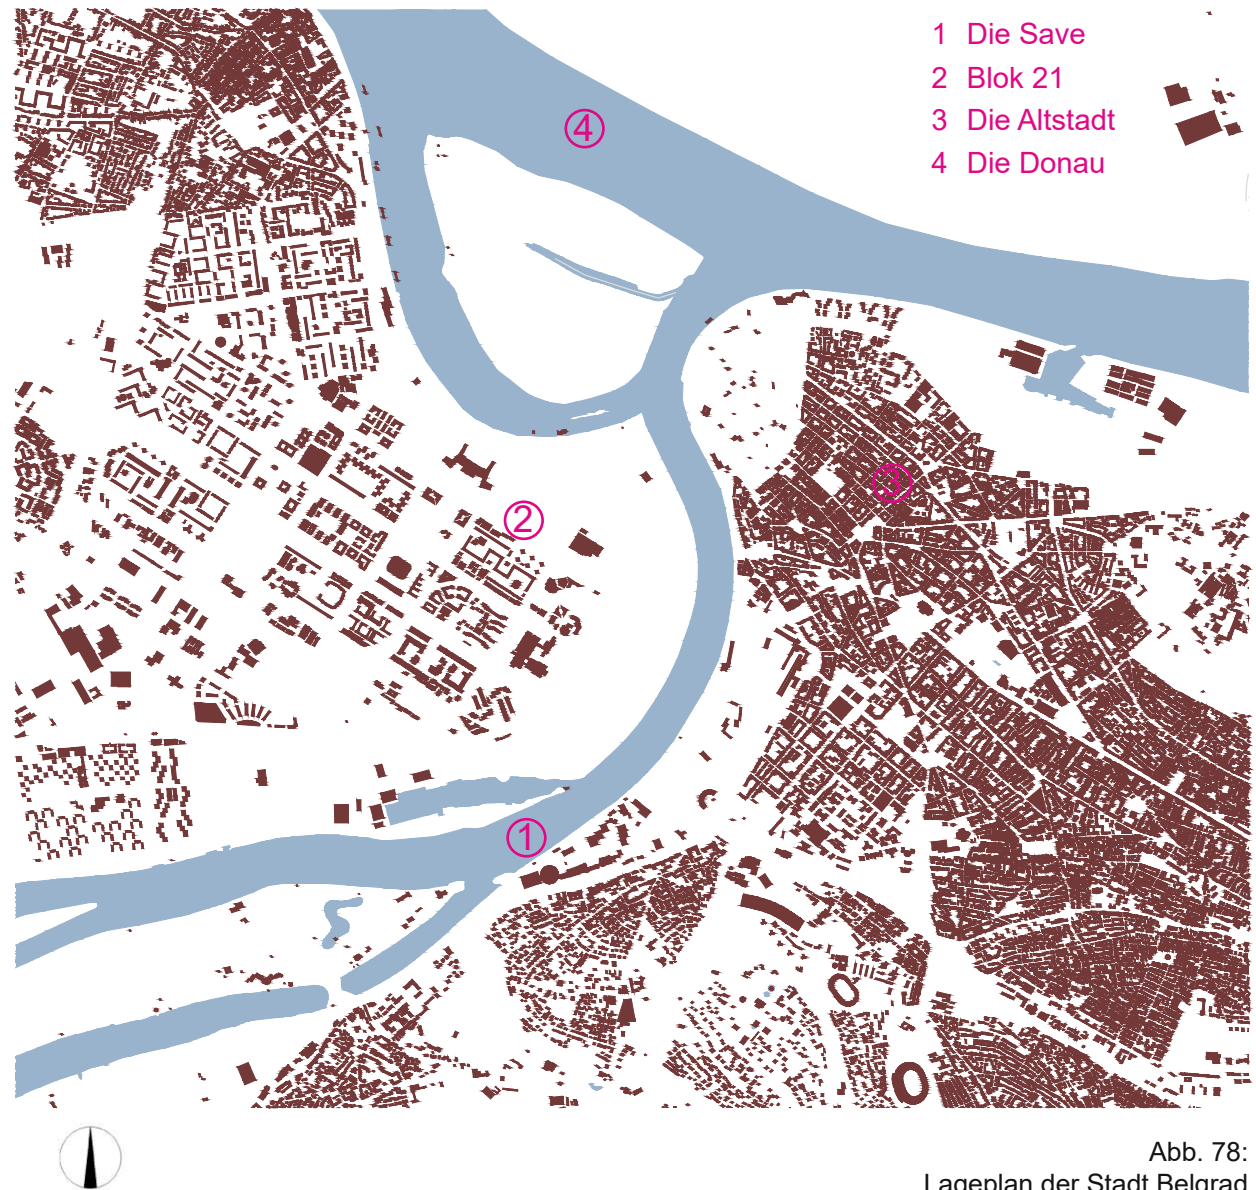 1 Die Save
2 Blok 21
3 Die Altstadt
4 Die Donau
4
3
2
1
Abb. 78:
Lageplan der Stadt Belgrad